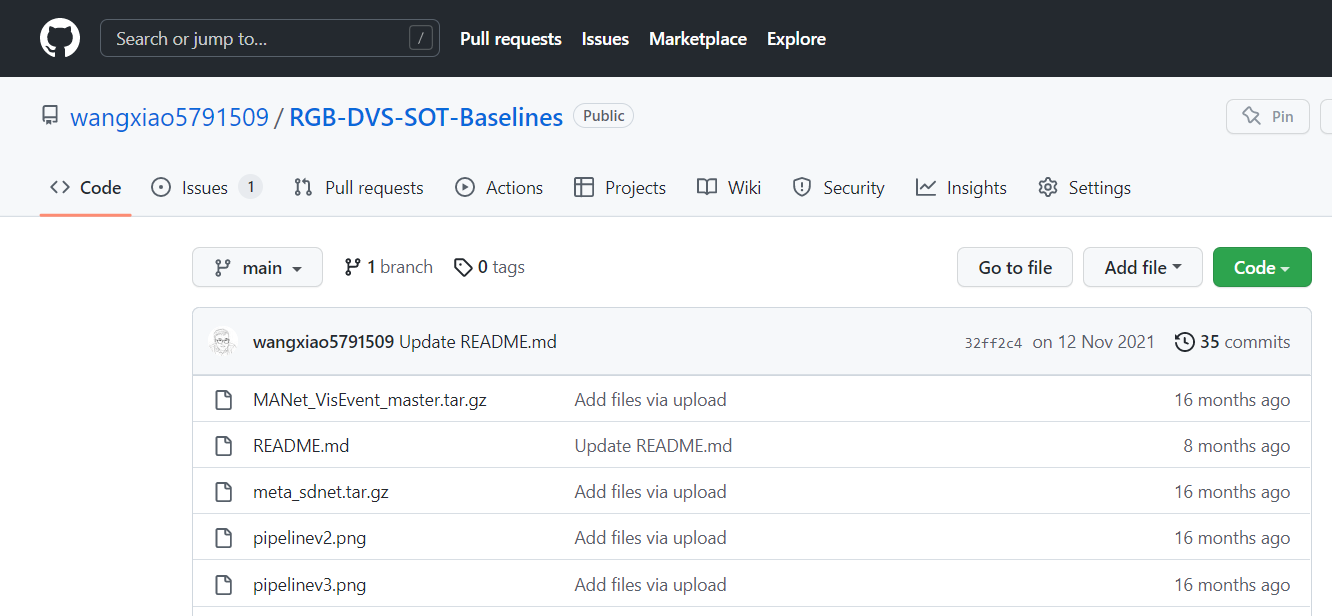 Search or jump to... / Pull requests Issues Marketplace Explore
wangxiao5791509 / RGB-DVS-SOT-Baselines Public Pin
Code Issues 1 Pull requests Actions Projects Wiki Security Insights Settings
main 1 branch 0 tags Go to file Add file Code
wangxiao5791509 Update README.md 32ff2c4 on 12 Nov 2021 35 commits
MANet_VisEvent_master.tar.gz Add files via upload 16 months ago
README.md Update README.md 8 months ago
meta_sdnet.tar.gz Add files via upload 16 months ago
pipelinev2.png Add files via upload 16 months ago
pipelinev3.png Add files via upload 16 months ago